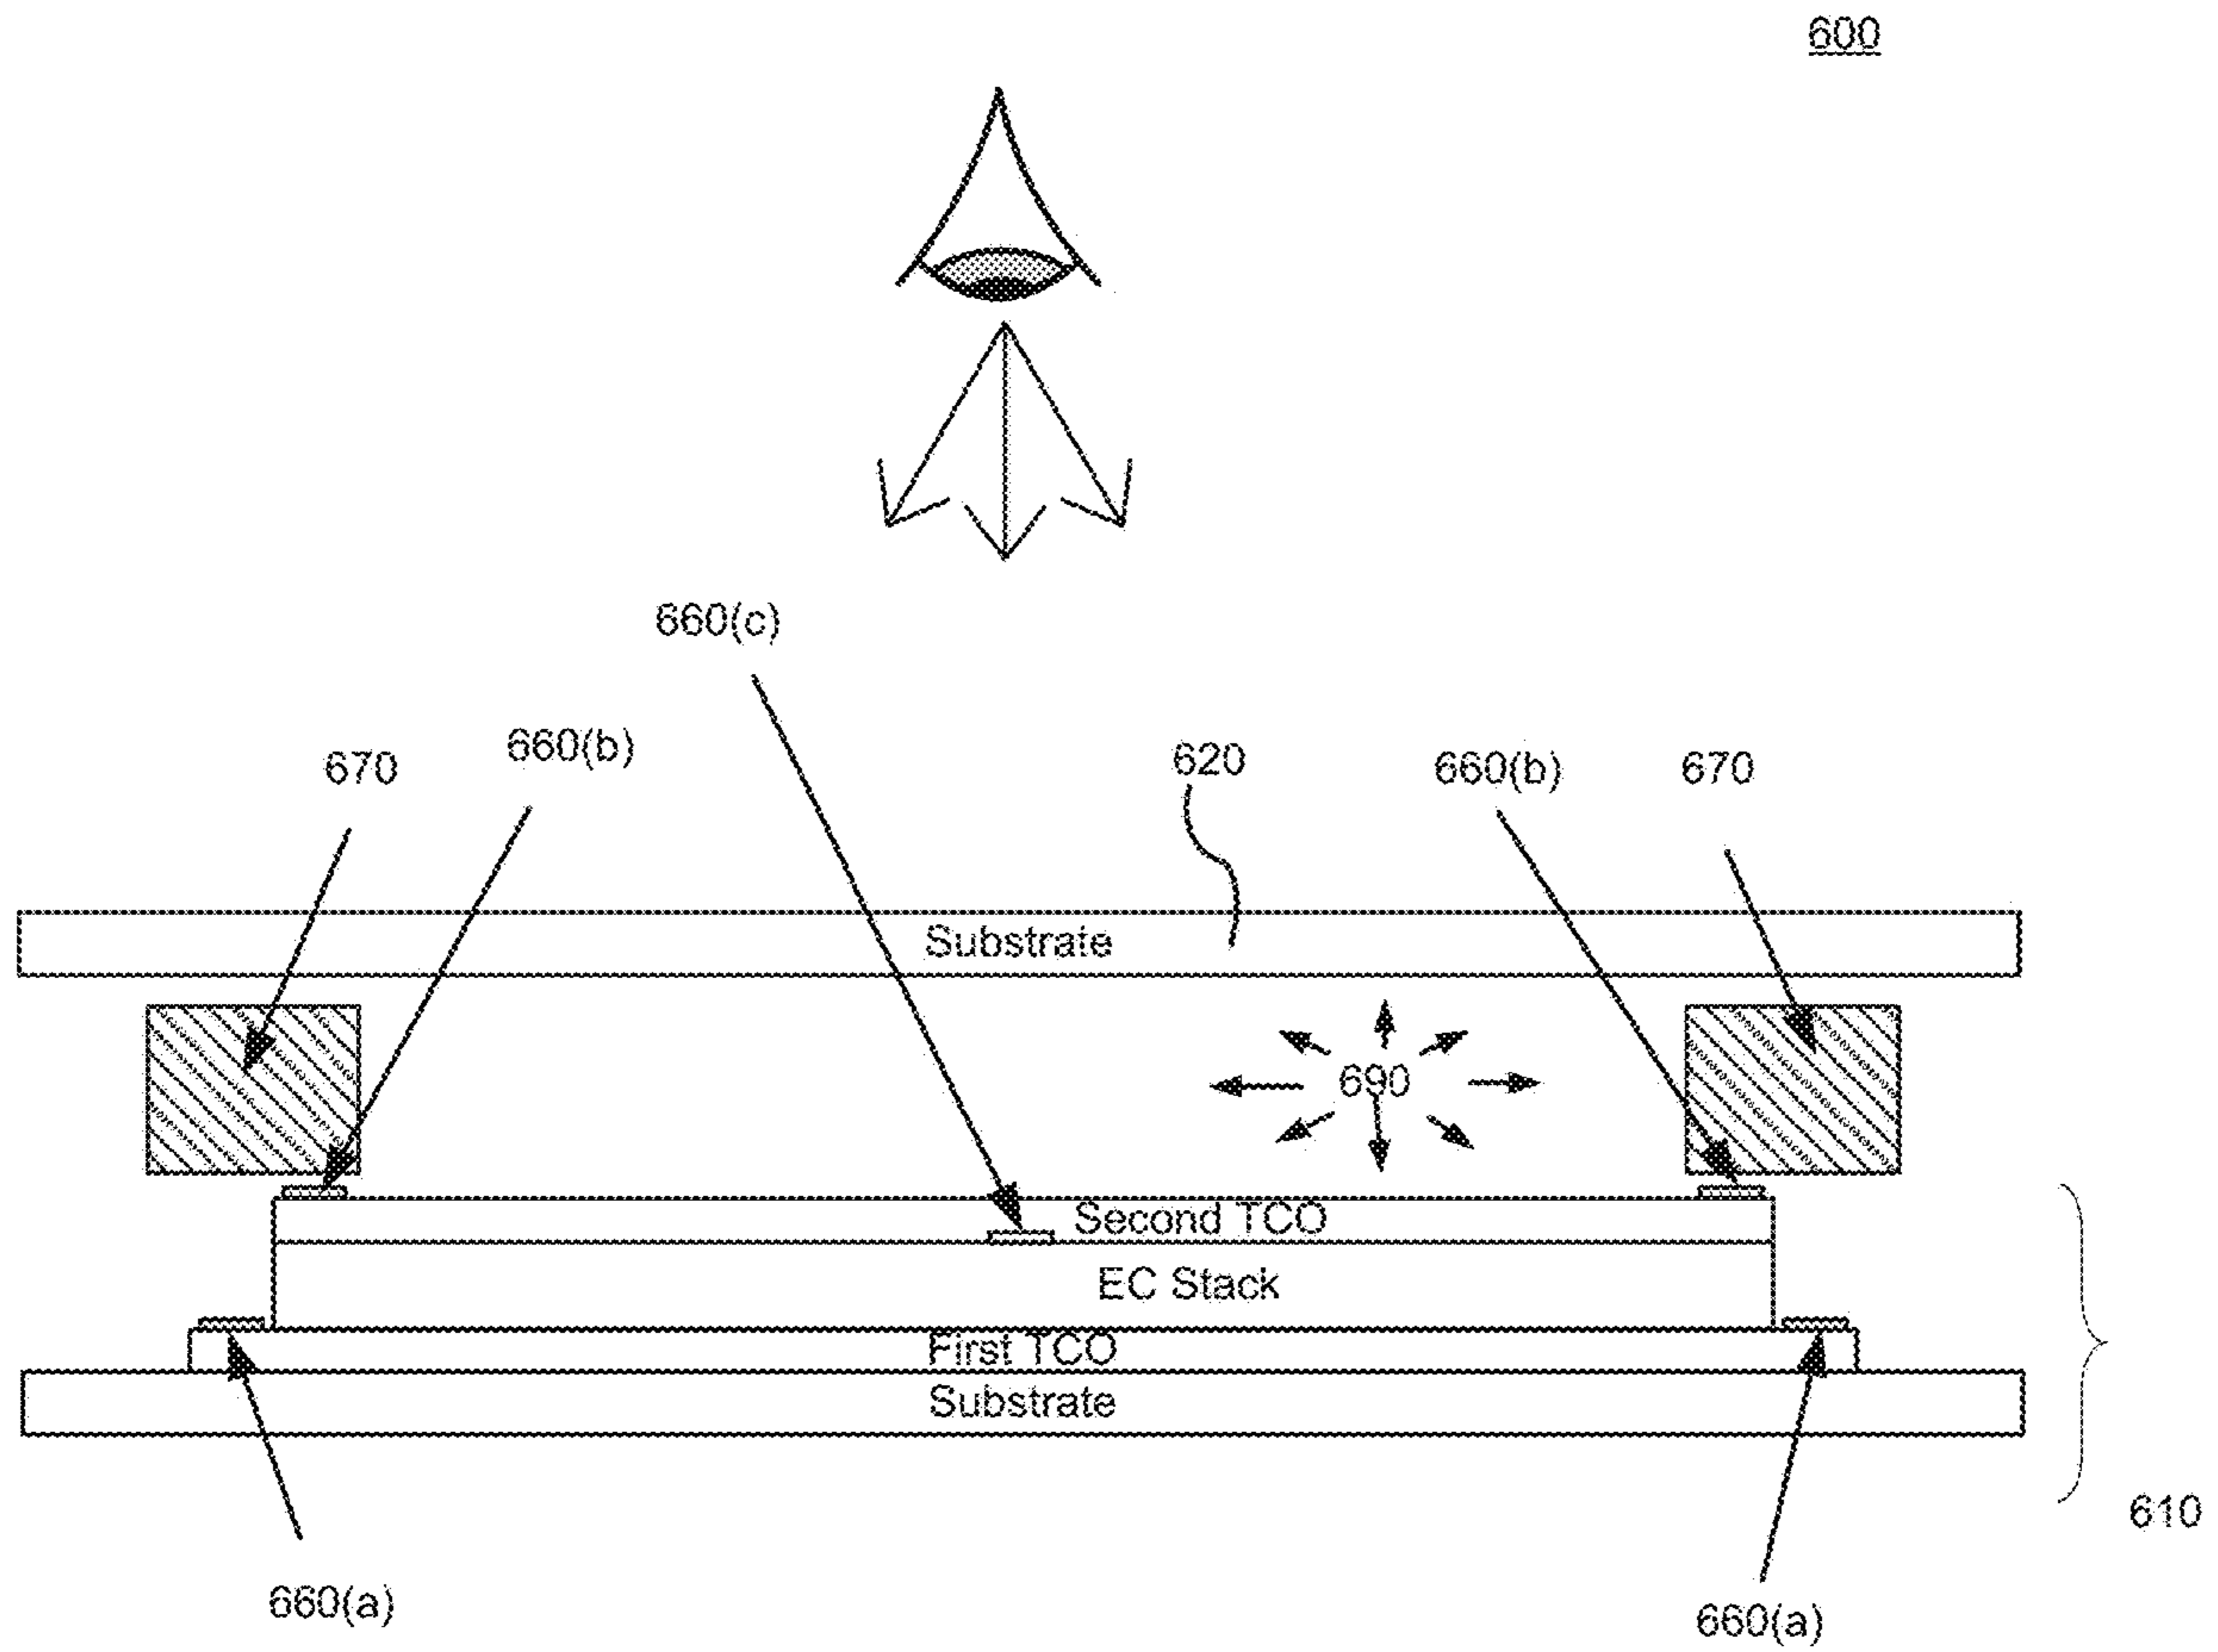 600
660(c)
660(b)
670
620
660(b)
670
Substrate
690
Second TCO
EC Stack
First TCO
Substrate
610
660(a)
660(a)